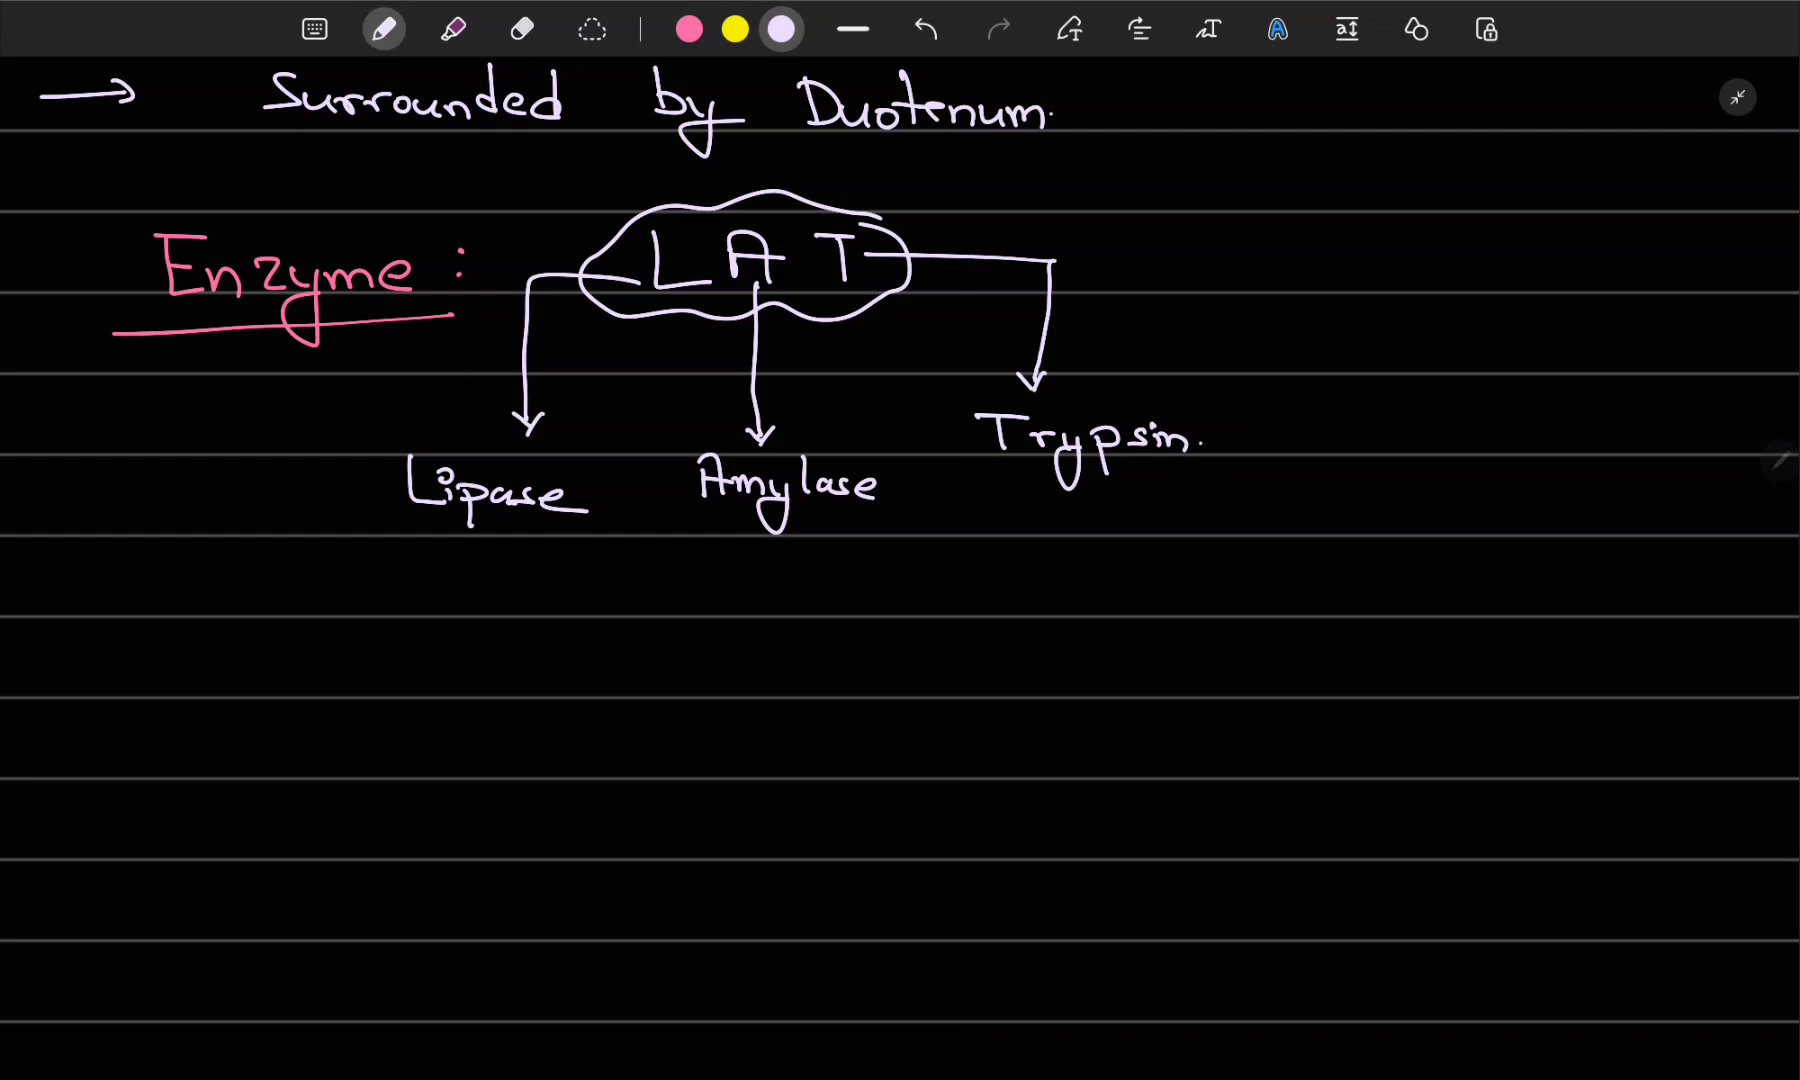 → Surrounded by Duotenum.
Enzyme : LAT
Lipase Amylase Trypsin.